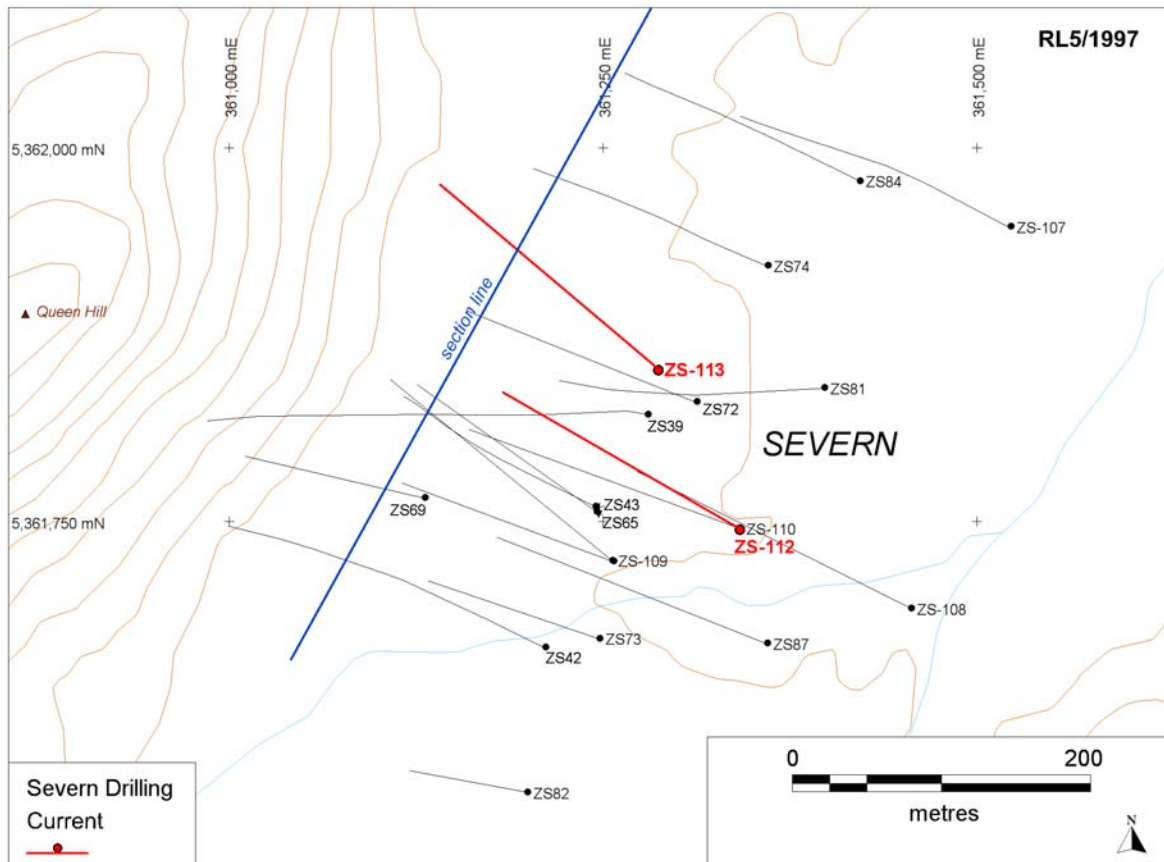 RL5/1997
361,000 mE
361,250 mE
361,500 mE
5,362,000 mN
ZS84
ZS-107
ZS74
Queen Hill
section line
ZS-113
ZS81
ZS72
ZS39
SEVERN
ZS69
ZS43
ZS65
5,361,750 mN
ZS-110
ZS-112
ZS-109
ZS-108
ZS73
ZS87
ZS42
ZS82
Severn Drilling
Current
0 200
metres
N